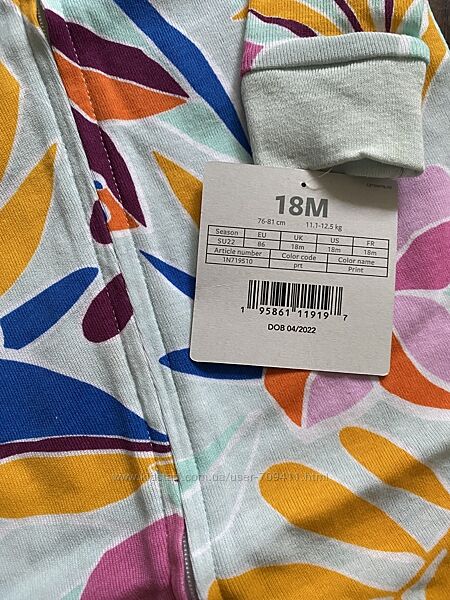 18M
76-81 cm 11.1-12.5 kg
Season EU UK US FR
SU22 86 18m 18m 18m
Article number Color code Color name
1N719510 prt Print
1 95861 11919 7
DOB 04/2022